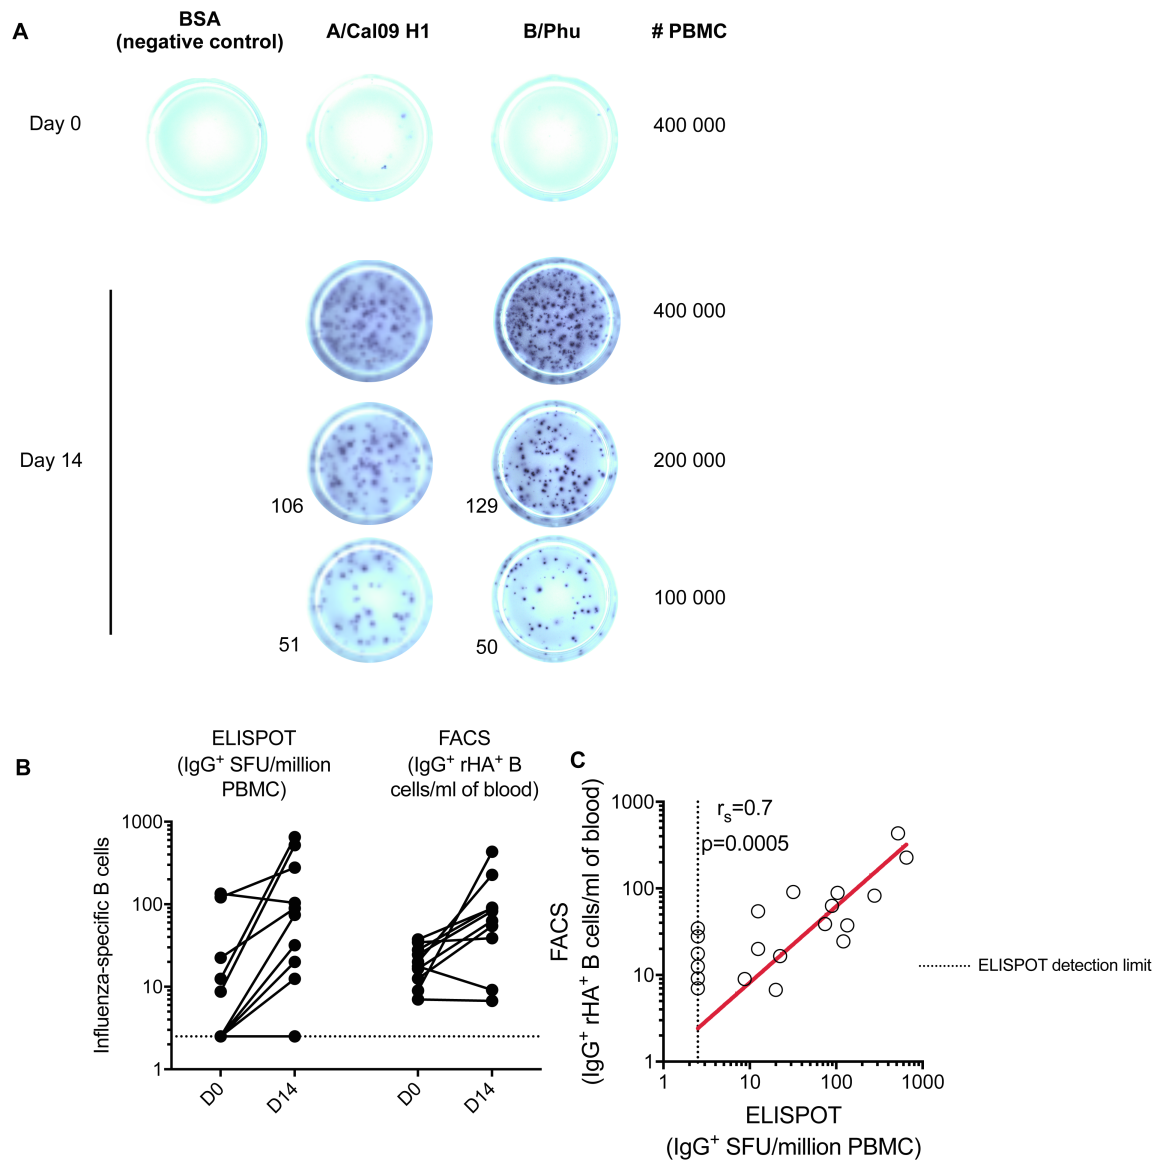 A
BSA
(negative control)
A/Cal09 H1
B/Phu
# PBMC
Day 0
400 000
400 000
Day 14
200 000
106
129
100 000
51
50
B
ELISPOT
(IgG+ SFU/million
PBMC)
FACS
(IgG+ rHA+ B
cells/ml of blood)
Influenza-specific B cells
1000
100
10
1
D0
D14
D0
D14
C
FACS
(IgG+ rHA+ B cells/ml of blood)
1000
100
10
1
rs=0.7
p=0.0005
ELISPOT detection limit
1
10
100
1000
ELISPOT
(IgG+ SFU/million PBMC)